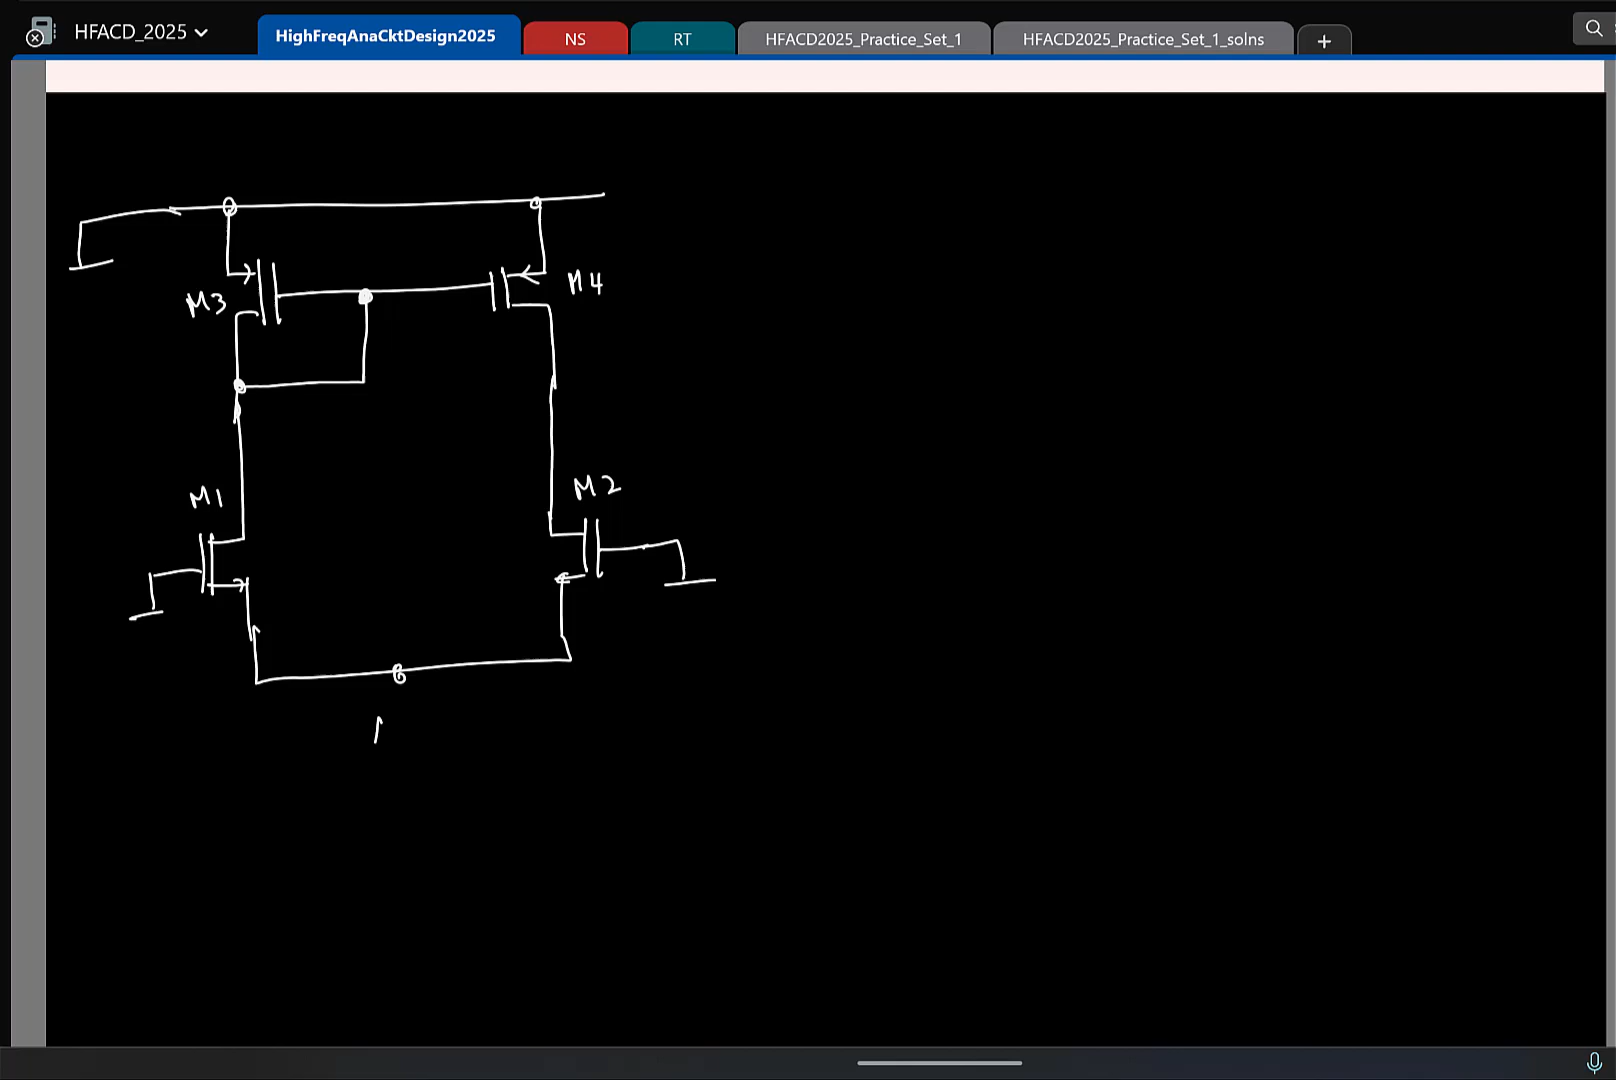 HFACD_2025
HighFreqAnaCktDesign2025
NS
RT
HFACD2025_Practice_Set_1
HFACD2025_Practice_Set_1_solns
M3
M4
M1
M2